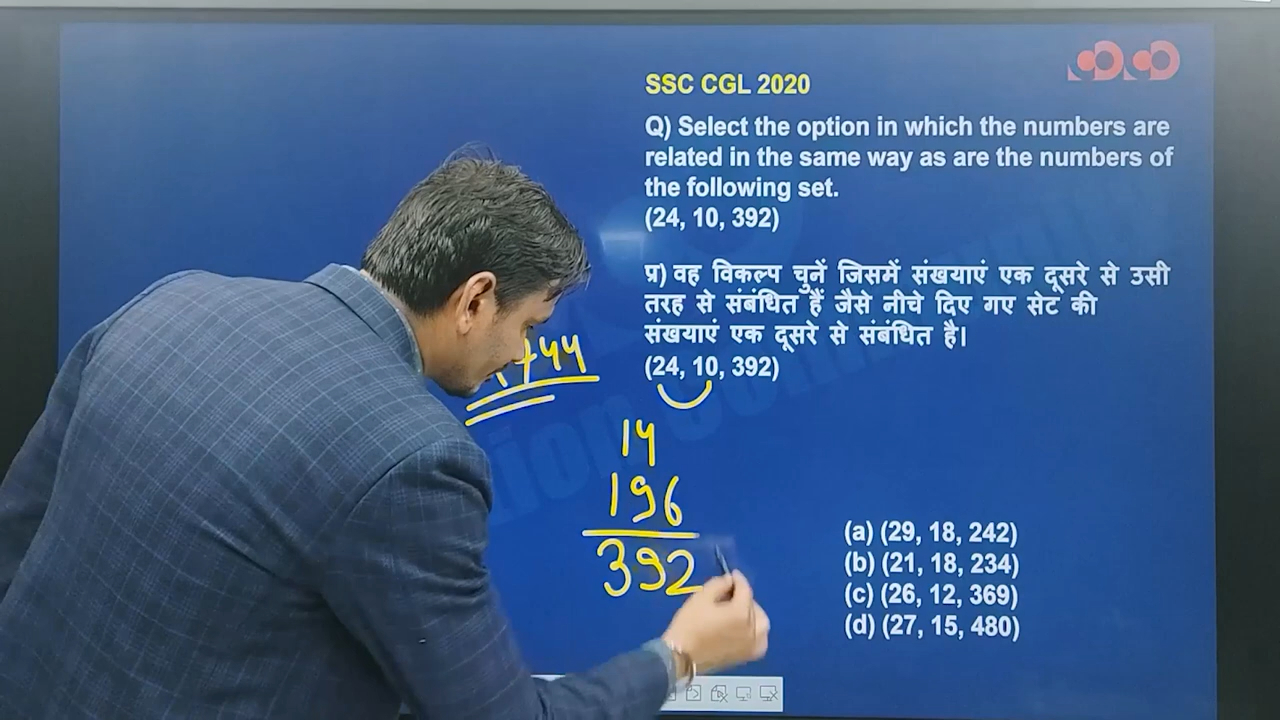 SSC CGL 2020
Q) Select the option in which the numbers are
related in the same way as are the numbers of
the following set.
(24, 10, 392)
प्र) वह विकल्प चुनें जिसमें संखयाएं एक दूसरे से उसी
तरह से संबंधित हैं जैसे नीचे दिए गए सेट की
संखयाएं एक दूसरे से संबंधित है।
(24, 10, 392)
744
14
196
392
(a) (29, 18, 242)
(b) (21, 18, 234)
(c) (26, 12, 369)
(d) (27, 15, 480)